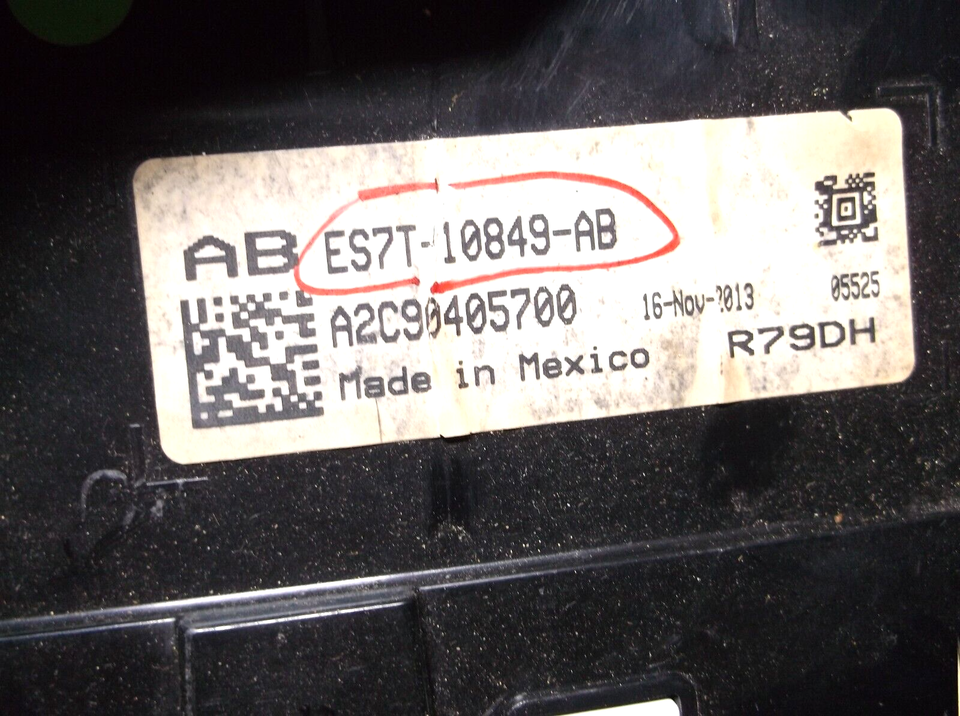 AB ES7T-10849-AB
A2C90405700
16-Nov-2013
05525
Made in Mexico
R79DH